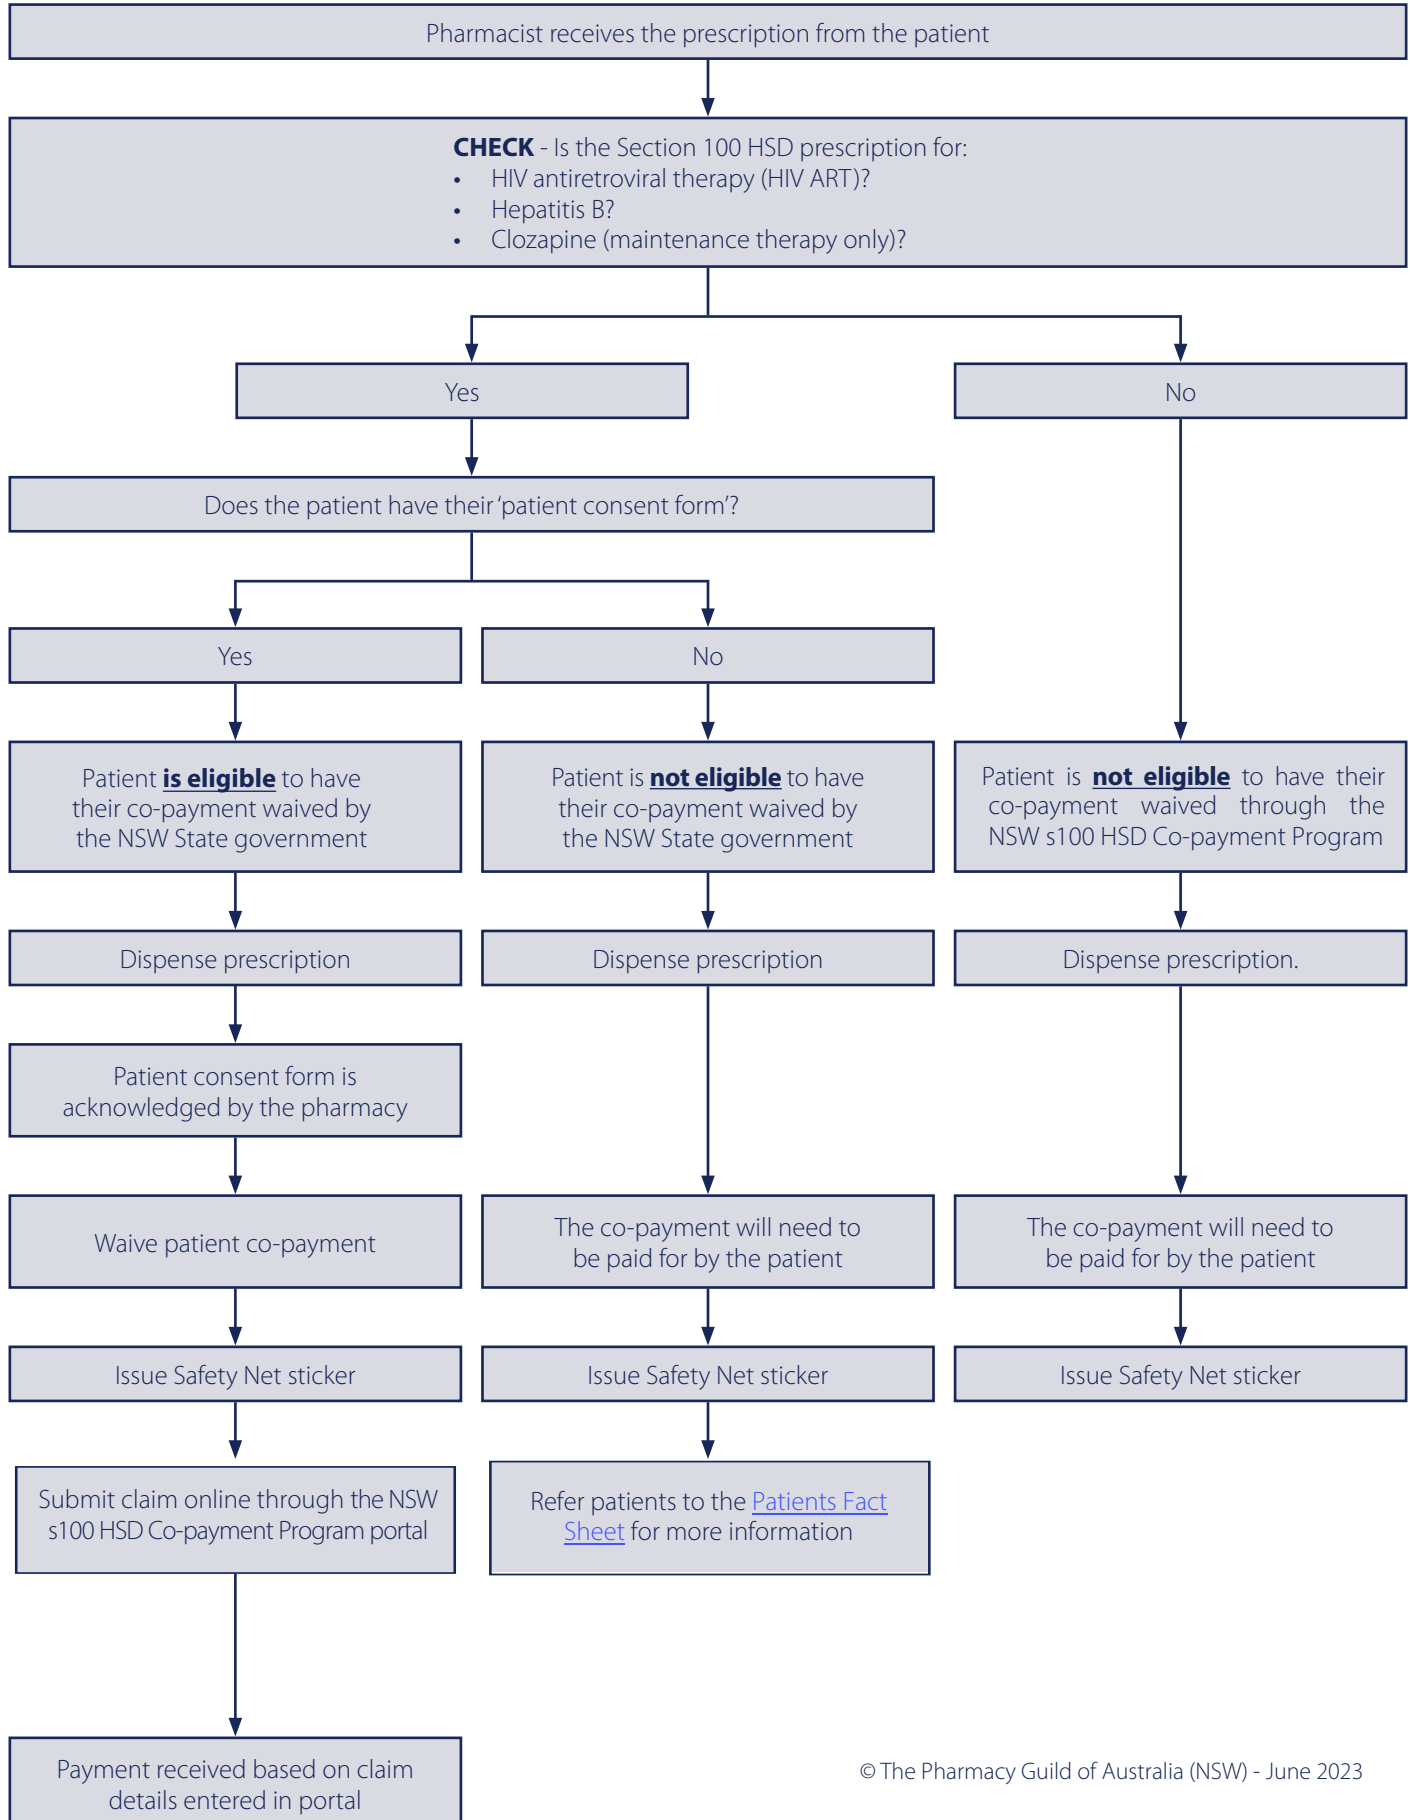 Pharmacist receives the prescription from the patient
CHECK - Is the Section 100 HSD prescription for:
• HIV antiretroviral therapy (HIV ART)?
• Hepatitis B?
• Clozapine (maintenance therapy only)?
Yes
No
Does the patient have their 'patient consent form'?
Yes
No
Patient is eligible to have
their co-payment waived by
the NSW State government
Patient is not eligible to have
their co-payment waived by
the NSW State government
Patient is not eligible to have their
co-payment waived through the
NSW s100 HSD Co-payment Program
Dispense prescription
Dispense prescription
Dispense prescription.
Patient consent form is
acknowledged by the pharmacy
Waive patient co-payment
The co-payment will need to
be paid for by the patient
The co-payment will need to
be paid for by the patient
Issue Safety Net sticker
Issue Safety Net sticker
Issue Safety Net sticker
Submit claim online through the NSW
s100 HSD Co-payment Program portal
Refer patients to the Patients Fact
Sheet for more information
Payment received based on claim
details entered in portal
© The Pharmacy Guild of Australia (NSW) - June 2023